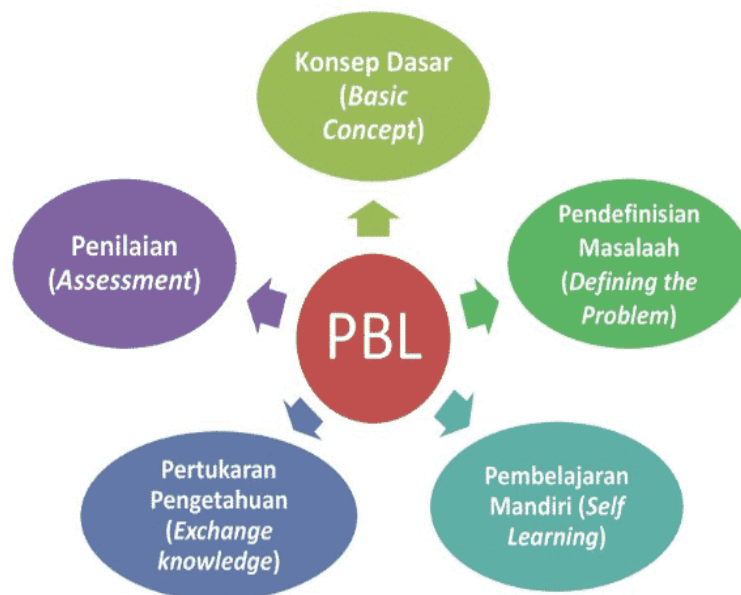 Konsep Dasar
(Basic
Concept)
Pendefinisian
Masalaah
(Defining the
Problem)
Penilaian
(Assessment)
PBL
Pertukaran
Pengetahuan
(Exchange
knowledge)
Pembelajaran
Mandiri (Self
Learning)